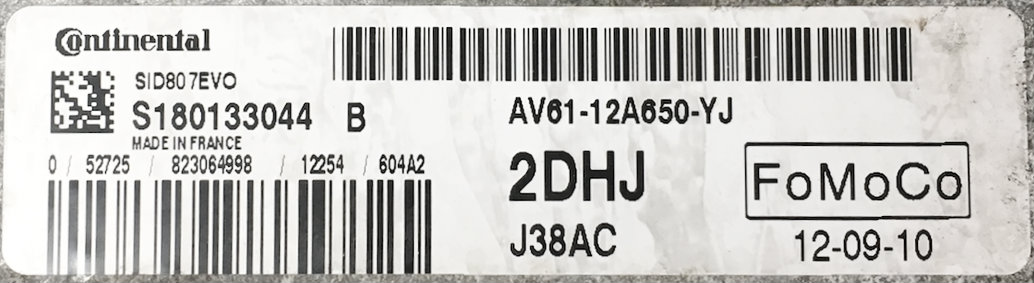 Continental
SID807EVO
S180133044 B
MADE IN FRANCE
0 / 52725 / 823064998 / 12254 / 604A2
AV61-12A650-YJ
2DHJ
FoMoCo
J38AC
12-09-10